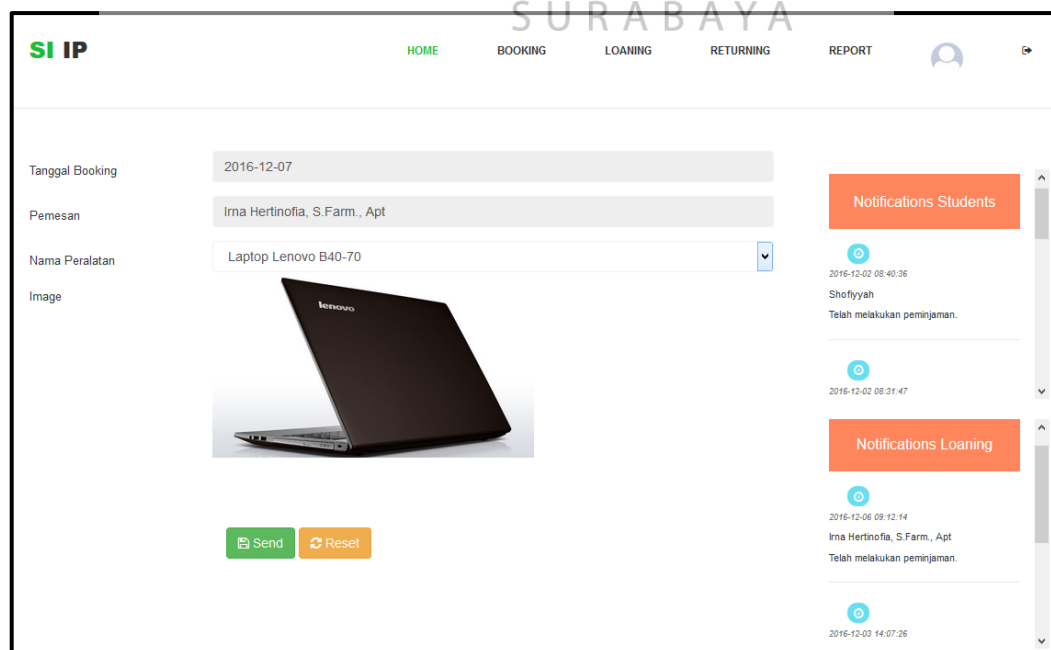 SURABAYA
SI IP HOME BOOKING LOANING RETURNING REPORT
Tanggal Booking 2016-12-07
Pemesan Irna Hertinofia, S.Farm., Apt
Nama Peralatan Laptop Lenovo B40-70
Image
lenovo
Send Reset
Notifications Students
2016-12-02 08:40:36
Shofiyyah
Telah melakukan peminjaman.
2016-12-02 08:31:47
Notifications Loaning
2016-12-06 09:12:14
Irna Hertinofia, S.Farm., Apt
Telah melakukan peminjaman.
2016-12-03 14:07:26